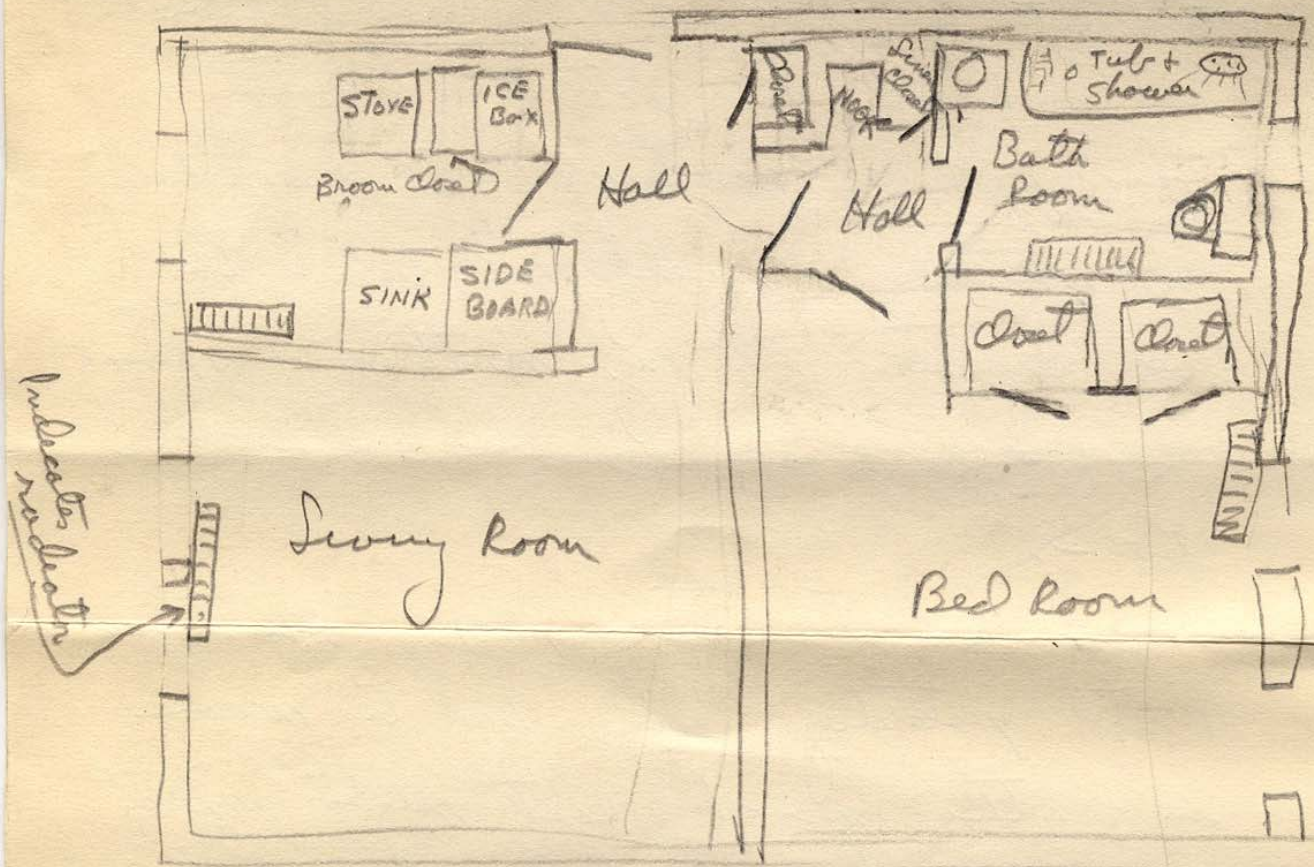 STOVE
ICE
Box
Broom Closet
Hall
Closet
Nook
Linen
Closet
Tub +
Shower
Bath
Room
Hall
SINK
SIDE
BOARD
Closet
Closet
Indicates
radiator
Living Room
Bed Room